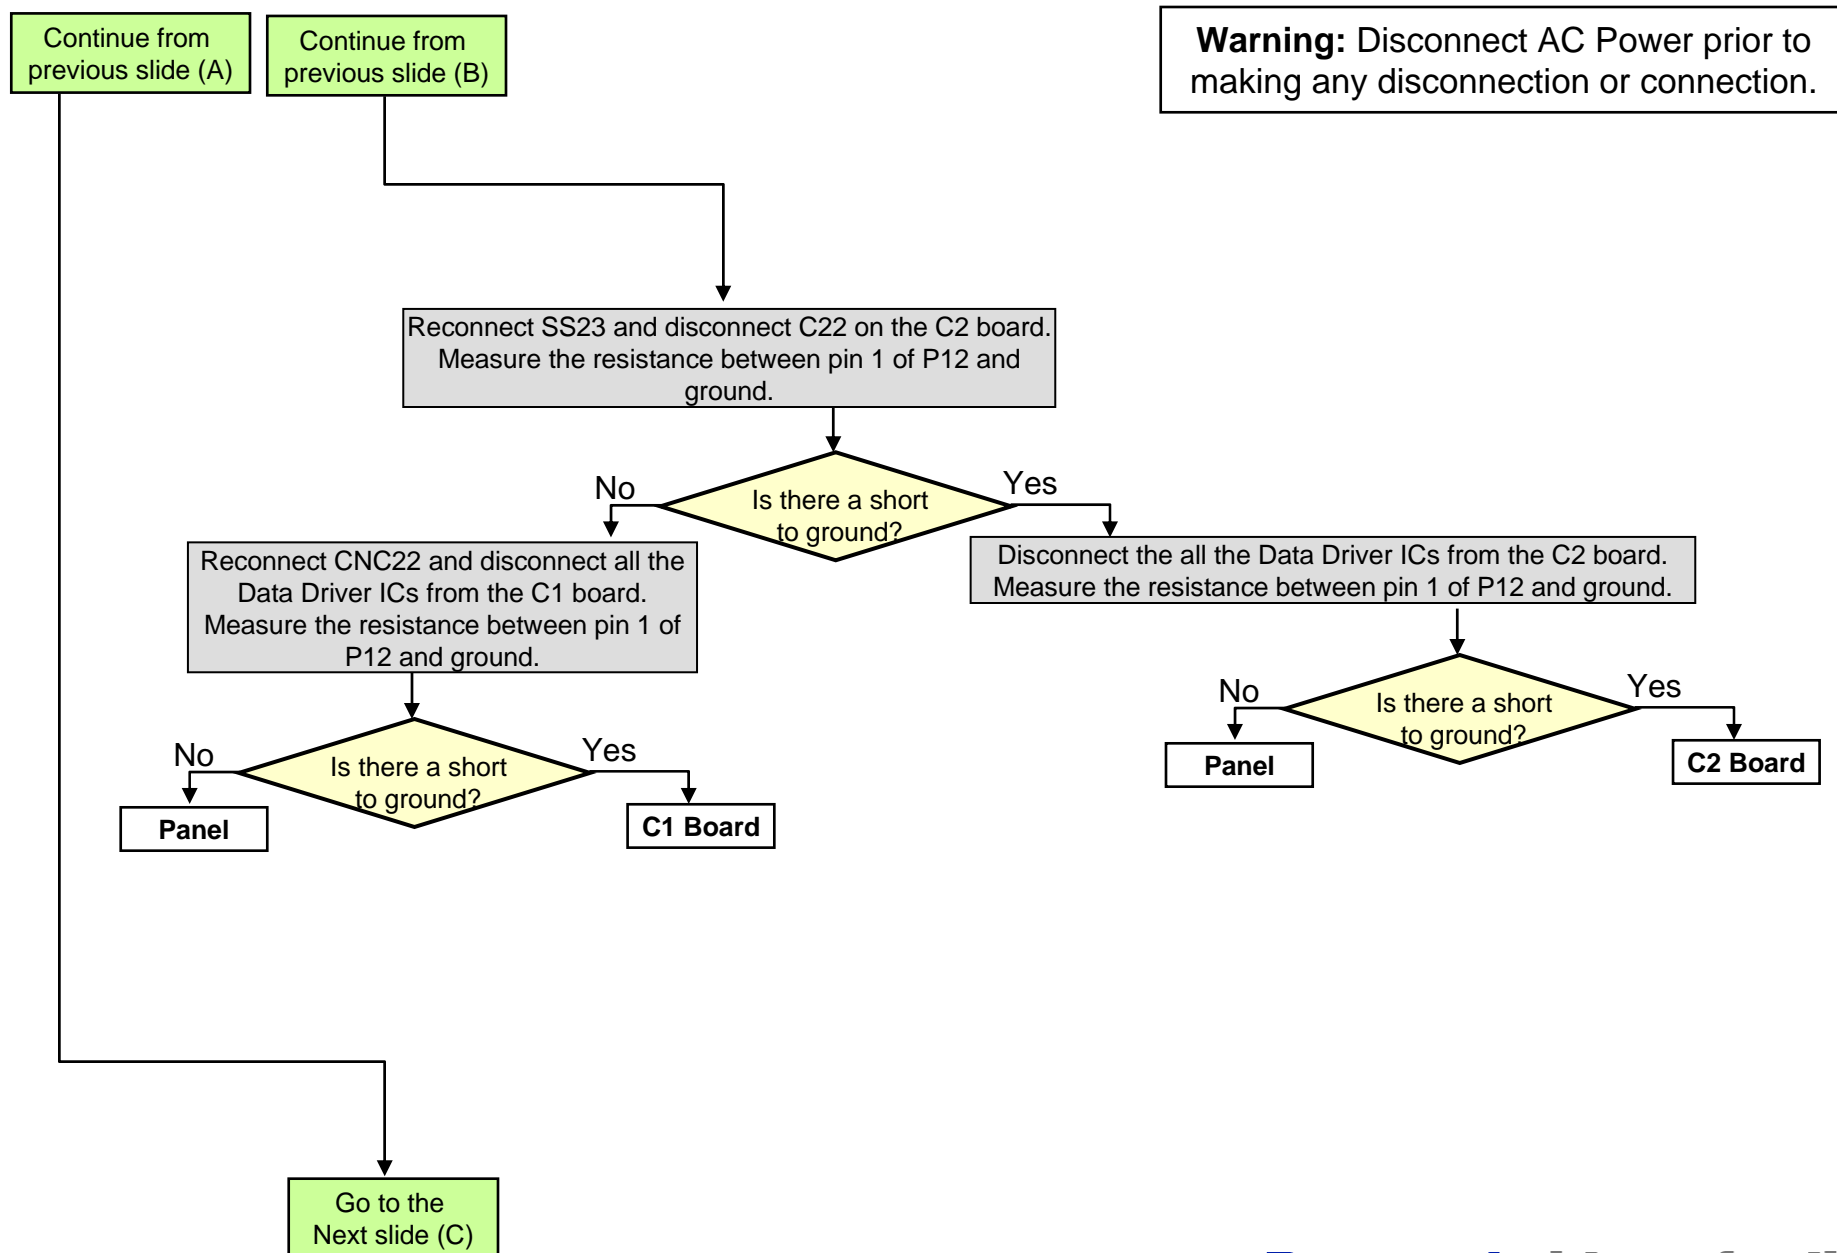 Continue from
previous slide (A)
Continue from
previous slide (B)
Warning: Disconnect AC Power prior to
making any disconnection or connection.
Reconnect SS23 and disconnect C22 on the C2 board.
Measure the resistance between pin 1 of P12 and
ground.
No
Is there a short
to ground?
Yes
Reconnect CNC22 and disconnect all the
Data Driver ICs from the C1 board.
Measure the resistance between pin 1 of
P12 and ground.
Disconnect the all the Data Driver ICs from the C2 board.
Measure the resistance between pin 1 of P12 and ground.
No
Is there a short
to ground?
Yes
Panel
C2 Board
No
Is there a short
to ground?
Yes
Panel
C1 Board
Go to the
Next slide (C)